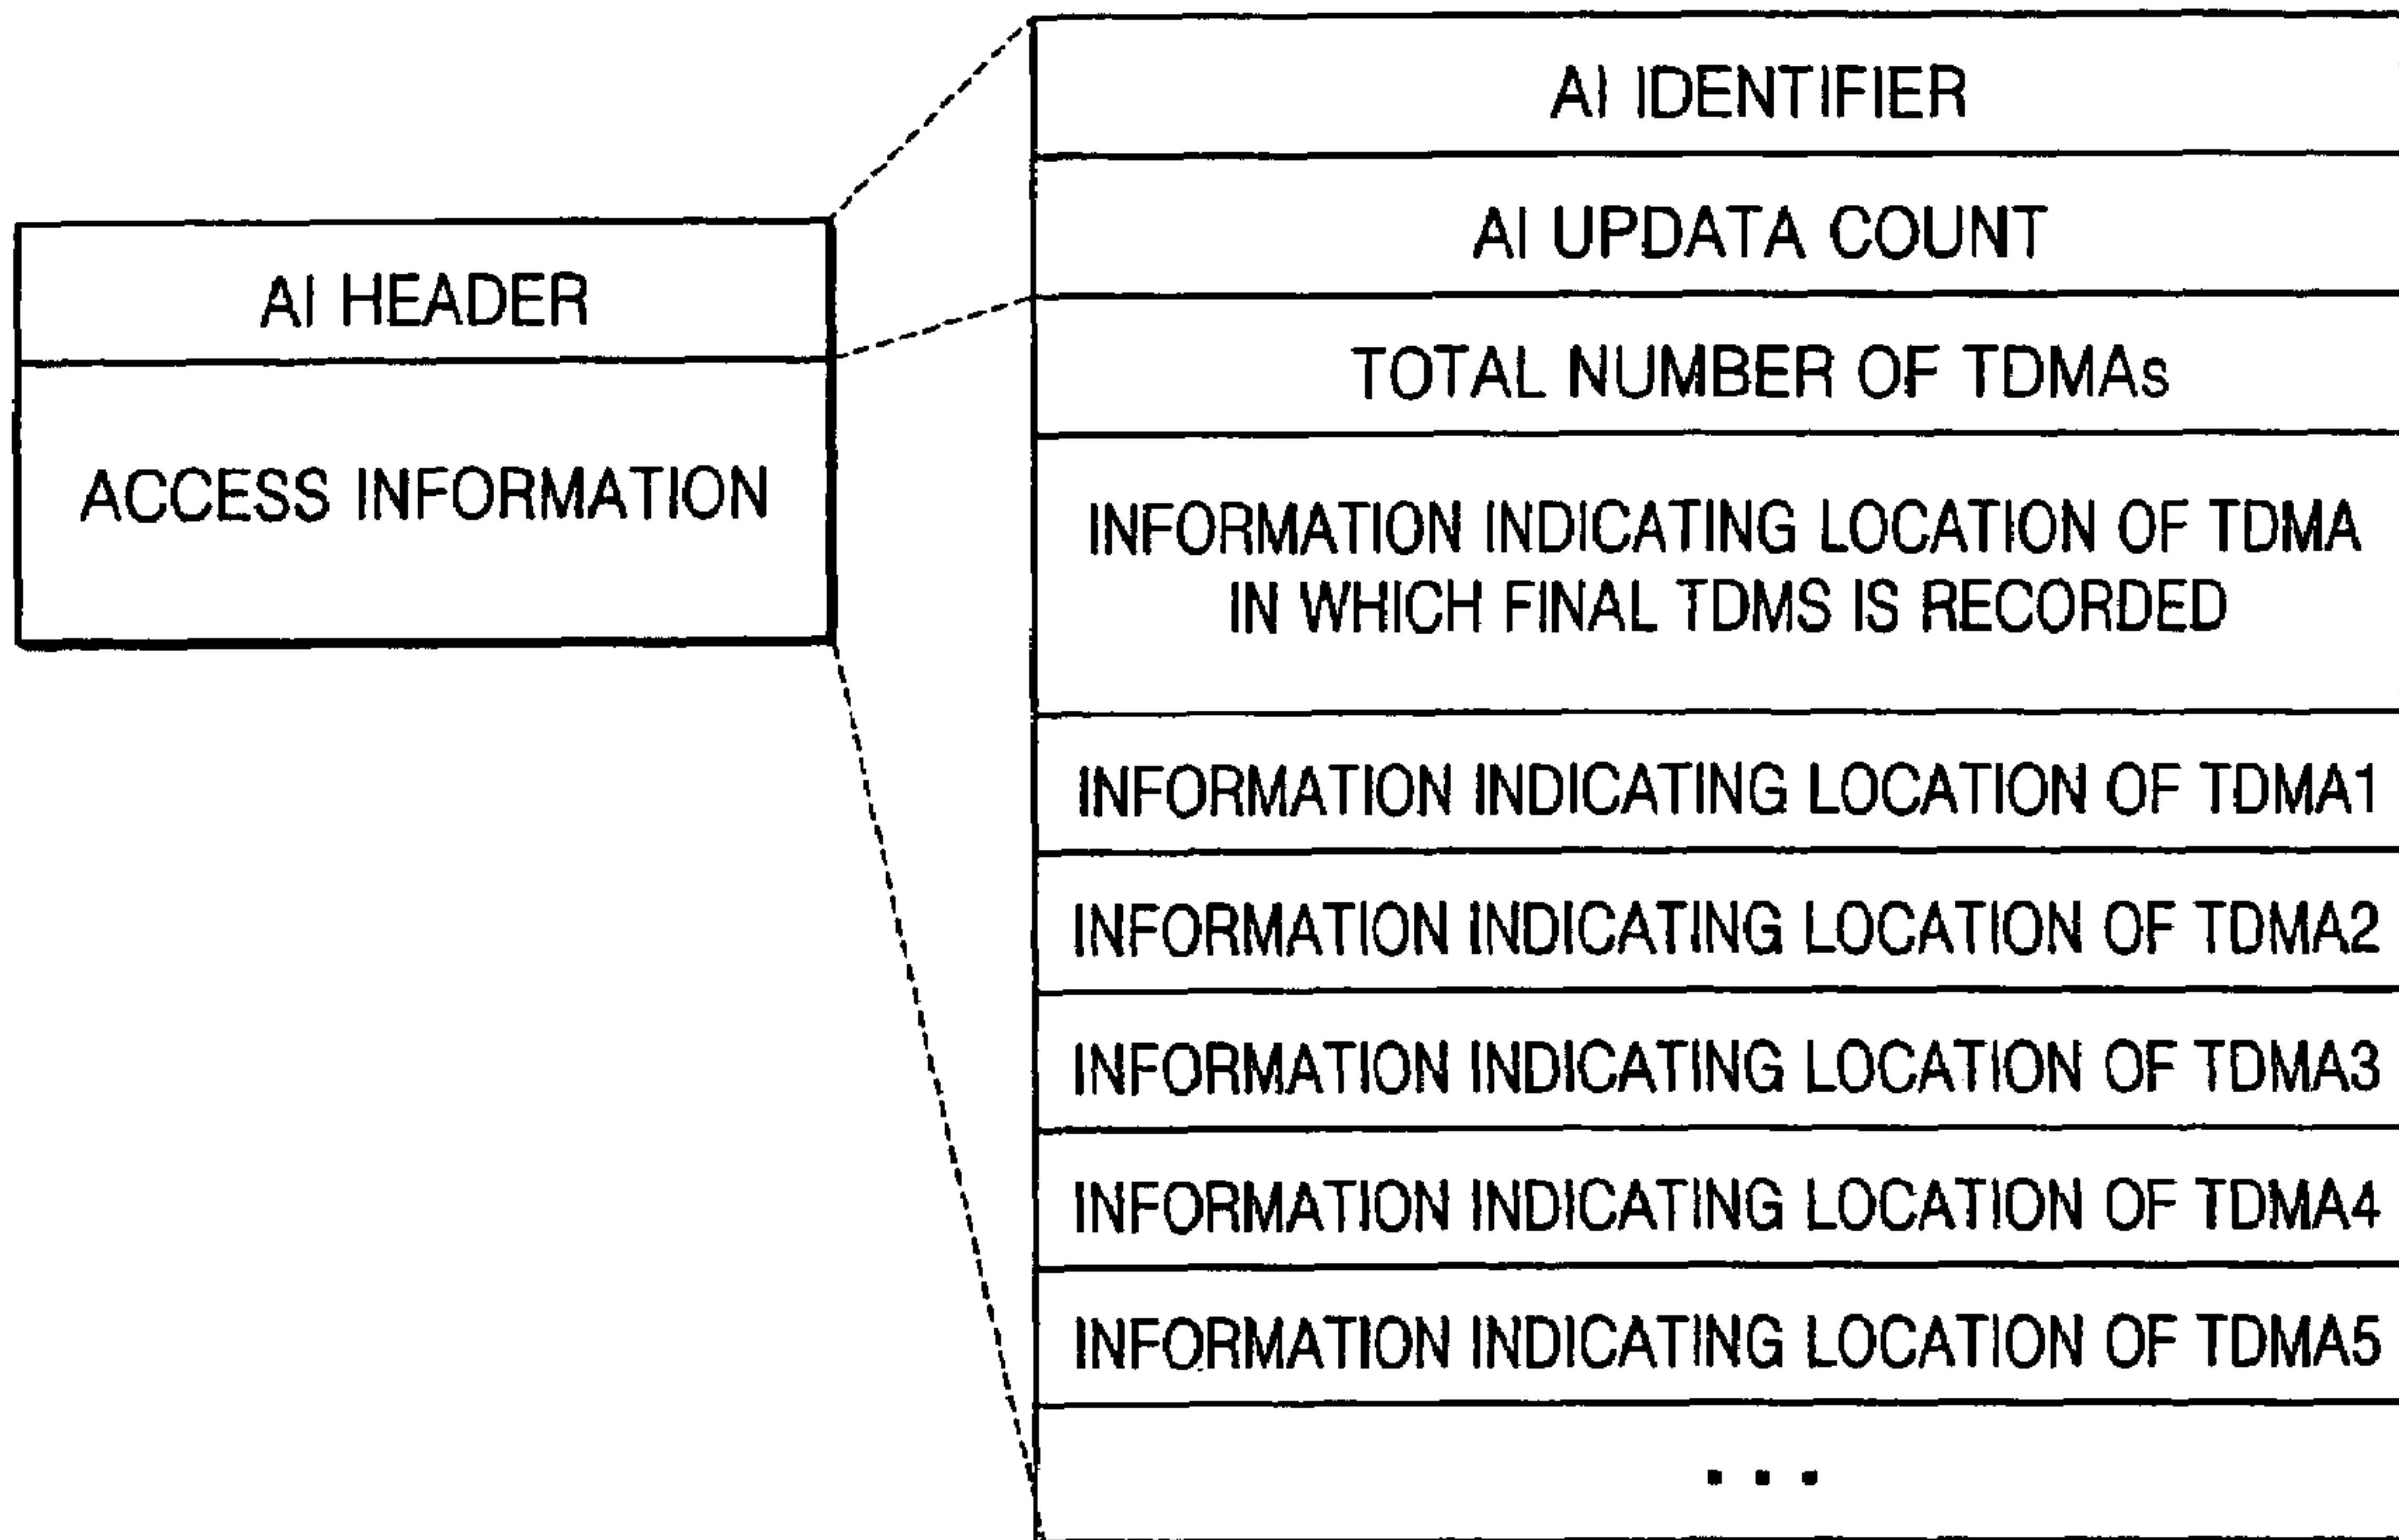 AI HEADER
ACCESS INFORMATION
AI IDENTIFIER
AI UPDATA COUNT
TOTAL NUMBER OF TDMAs
INFORMATION INDICATING LOCATION OF TDMA
IN WHICH FINAL TDMS IS RECORDED
INFORMATION INDICATING LOCATION OF TDMA1
INFORMATION INDICATING LOCATION OF TDMA2
INFORMATION INDICATING LOCATION OF TDMA3
INFORMATION INDICATING LOCATION OF TDMA4
INFORMATION INDICATING LOCATION OF TDMA5
...